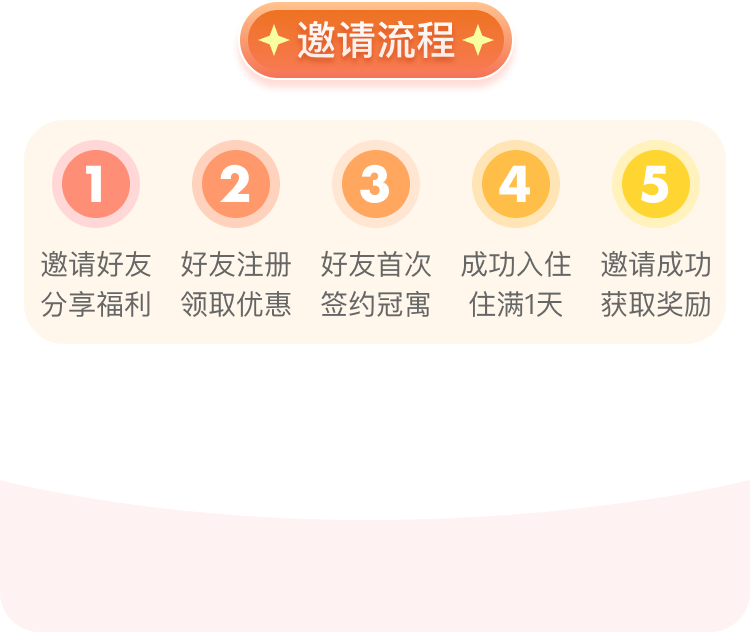 邀请流程
1
邀请好友
分享福利
2
好友注册
领取优惠
3
好友首次
签约冠寓
4
成功入住
住满1天
5
邀请成功
获取奖励